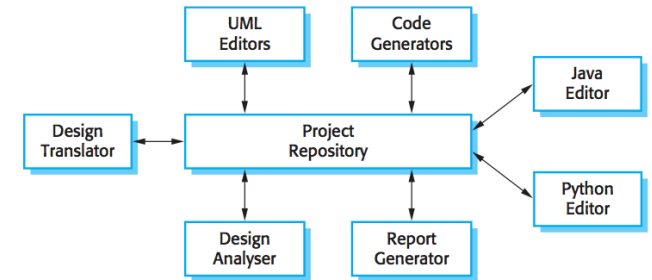 UML
Editors
Code
Generators
Java
Editor
Design
Translator
Project
Repository
Python
Editor
Design
Analyser
Report
Generator